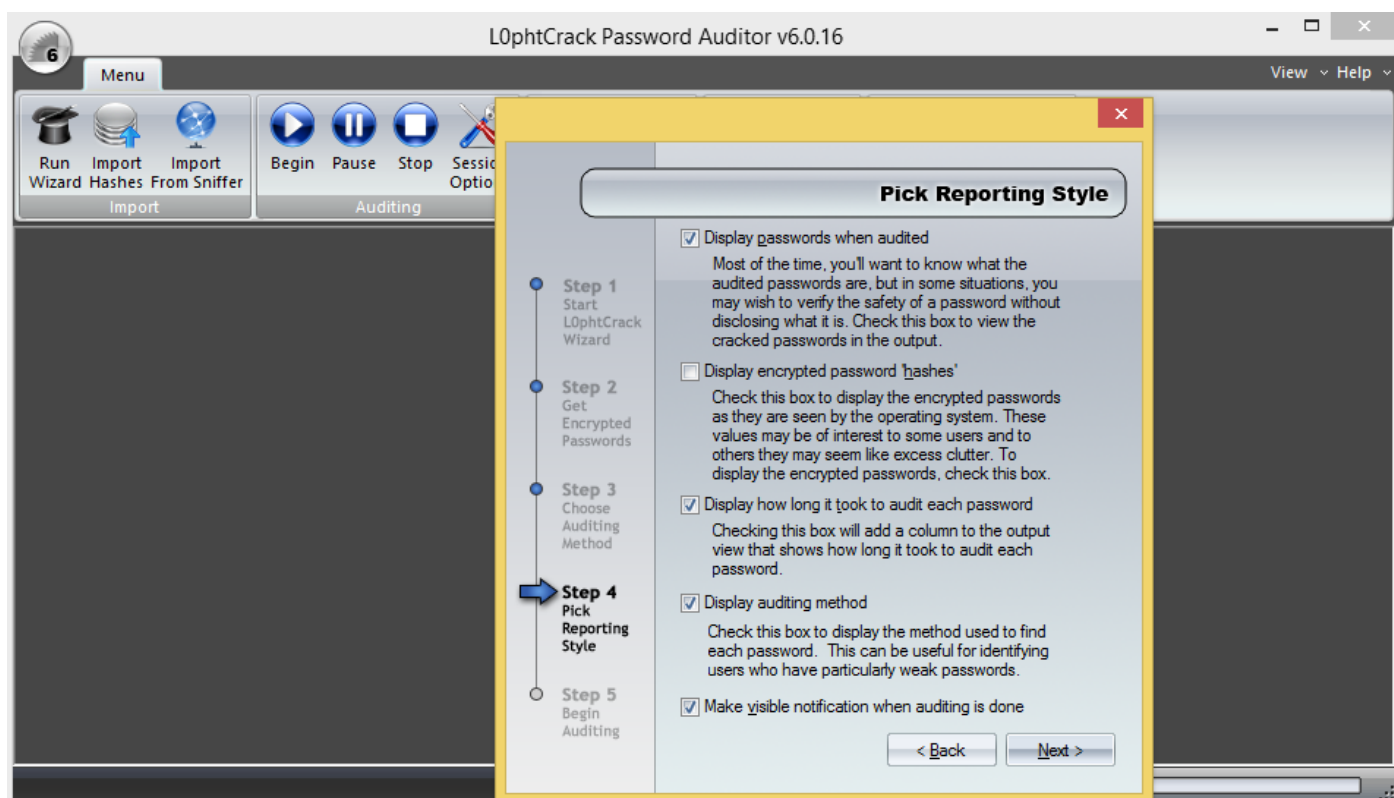 L0phtCrack Password Auditor v6.0.16
6
Menu
View
Help
Run Wizard
Import Hashes
Import From Sniffer
Begin
Pause
Stop
Import
Auditing
Pick Reporting Style
Step 1
Start
L0phtCrack
Wizard
Step 2
Get
Encrypted
Passwords
Step 3
Choose
Auditing
Method
Step 4
Pick
Reporting
Style
Step 5
Begin
Auditing
Display passwords when audited
Most of the time, you'll want to know what the
audited passwords are, but in some situations, you
may wish to verify the safety of a password without
disclosing what it is. Check this box to view the
cracked passwords in the output.
Display encrypted password 'hashes'
Check this box to display the encrypted passwords
as they are seen by the operating system. These
values may be of interest to some users and to
others they may seem like excess clutter. To
display the encrypted passwords, check this box.
Display how long it took to audit each password
Checking this box will add a column to the output
view that shows how long it took to audit each
password.
Display auditing method
Check this box to display the method used to find
each password. This can be useful for identifying
users who have particularly weak passwords.
Make visible notification when auditing is done
< Back
Next >